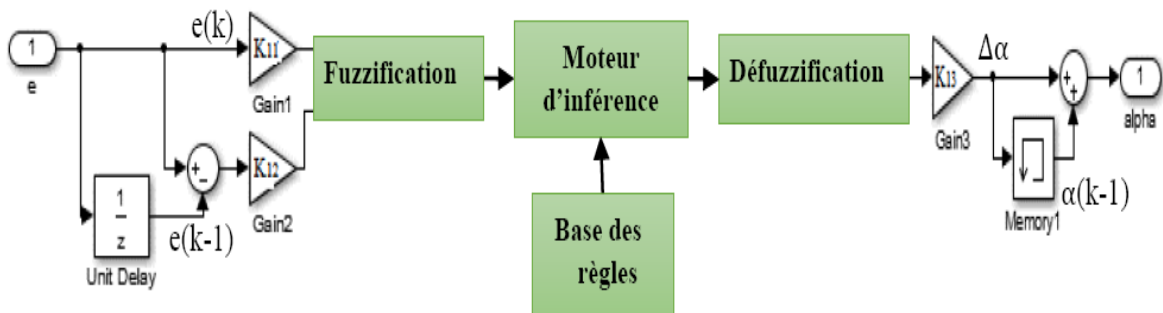 1
e
e(k)
K11
Gain1
+
-
K12
Gain2
1
z
Unit Delay
e(k-1)
Fuzzification
Moteur
d'inférence
Base des
règles
Défuzzification
K13
Gain3
Δα
+
+
Memory1
α(k-1)
1
alpha